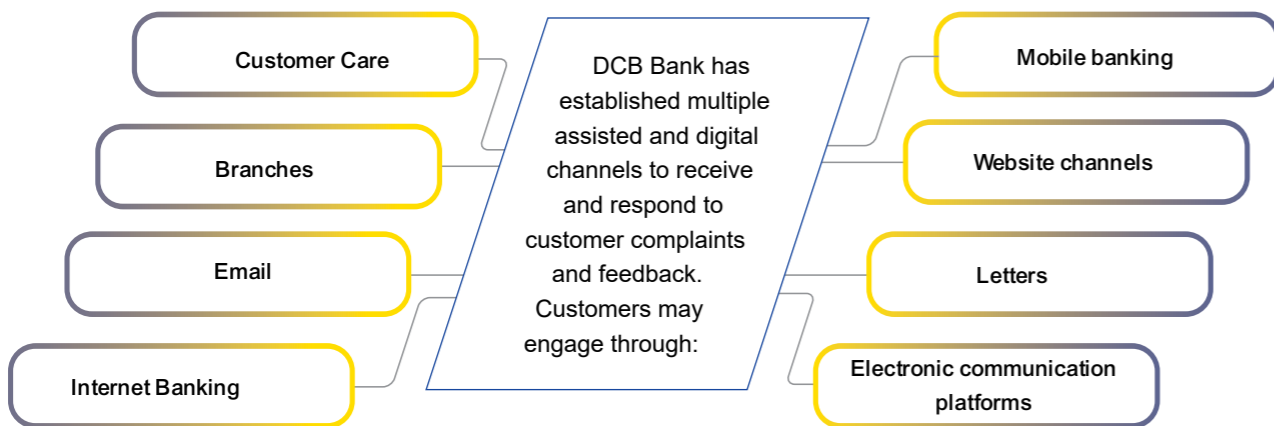 Customer Care
Branches
Email
Internet Banking
DCB Bank has
established multiple
assisted and digital
channels to receive
and respond to
customer complaints
and feedback.
Customers may
engage through:
Mobile banking
Website channels
Letters
Electronic communication
platforms